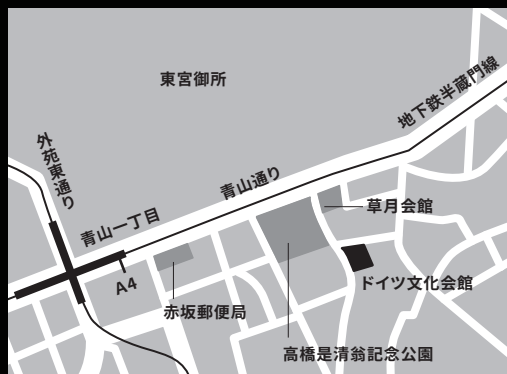 東宮御所
地下鉄半蔵門線
外苑東通り
青山通り
青山一丁目
草月会館
A4
ドイツ文化会館
赤坂郵便局
高橋是清翁記念公園